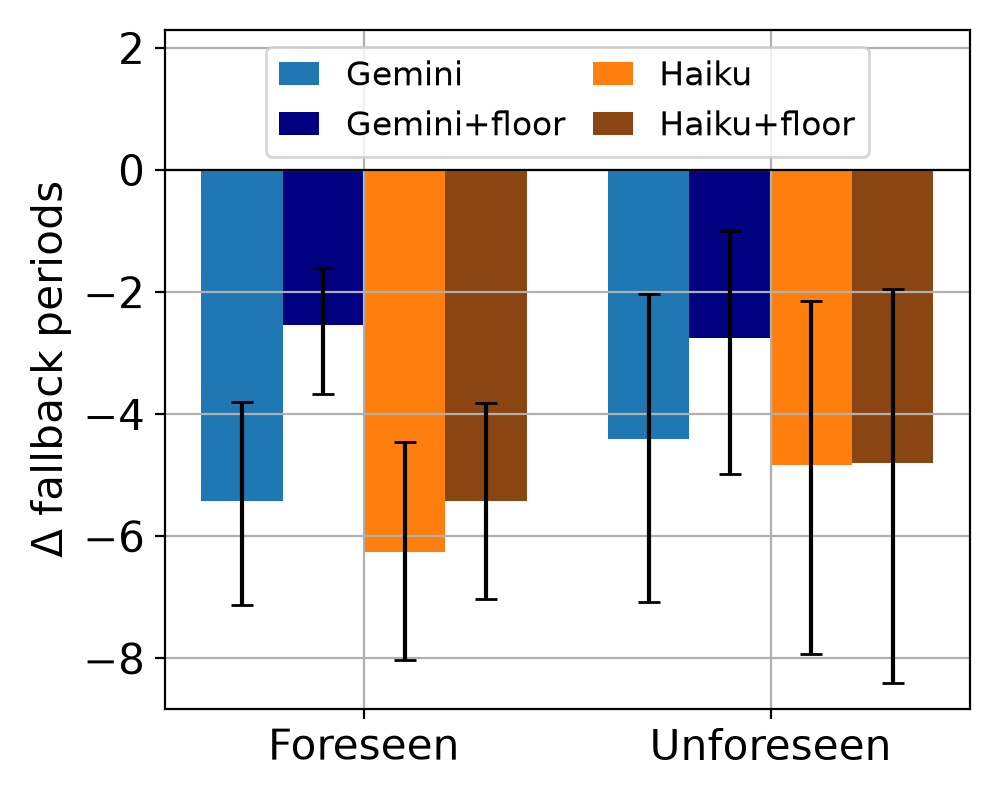 Δ fallback periods
2
0
−2
−4
−6
−8
Gemini
Gemini+floor
Haiku
Haiku+floor
Foreseen
Unforeseen